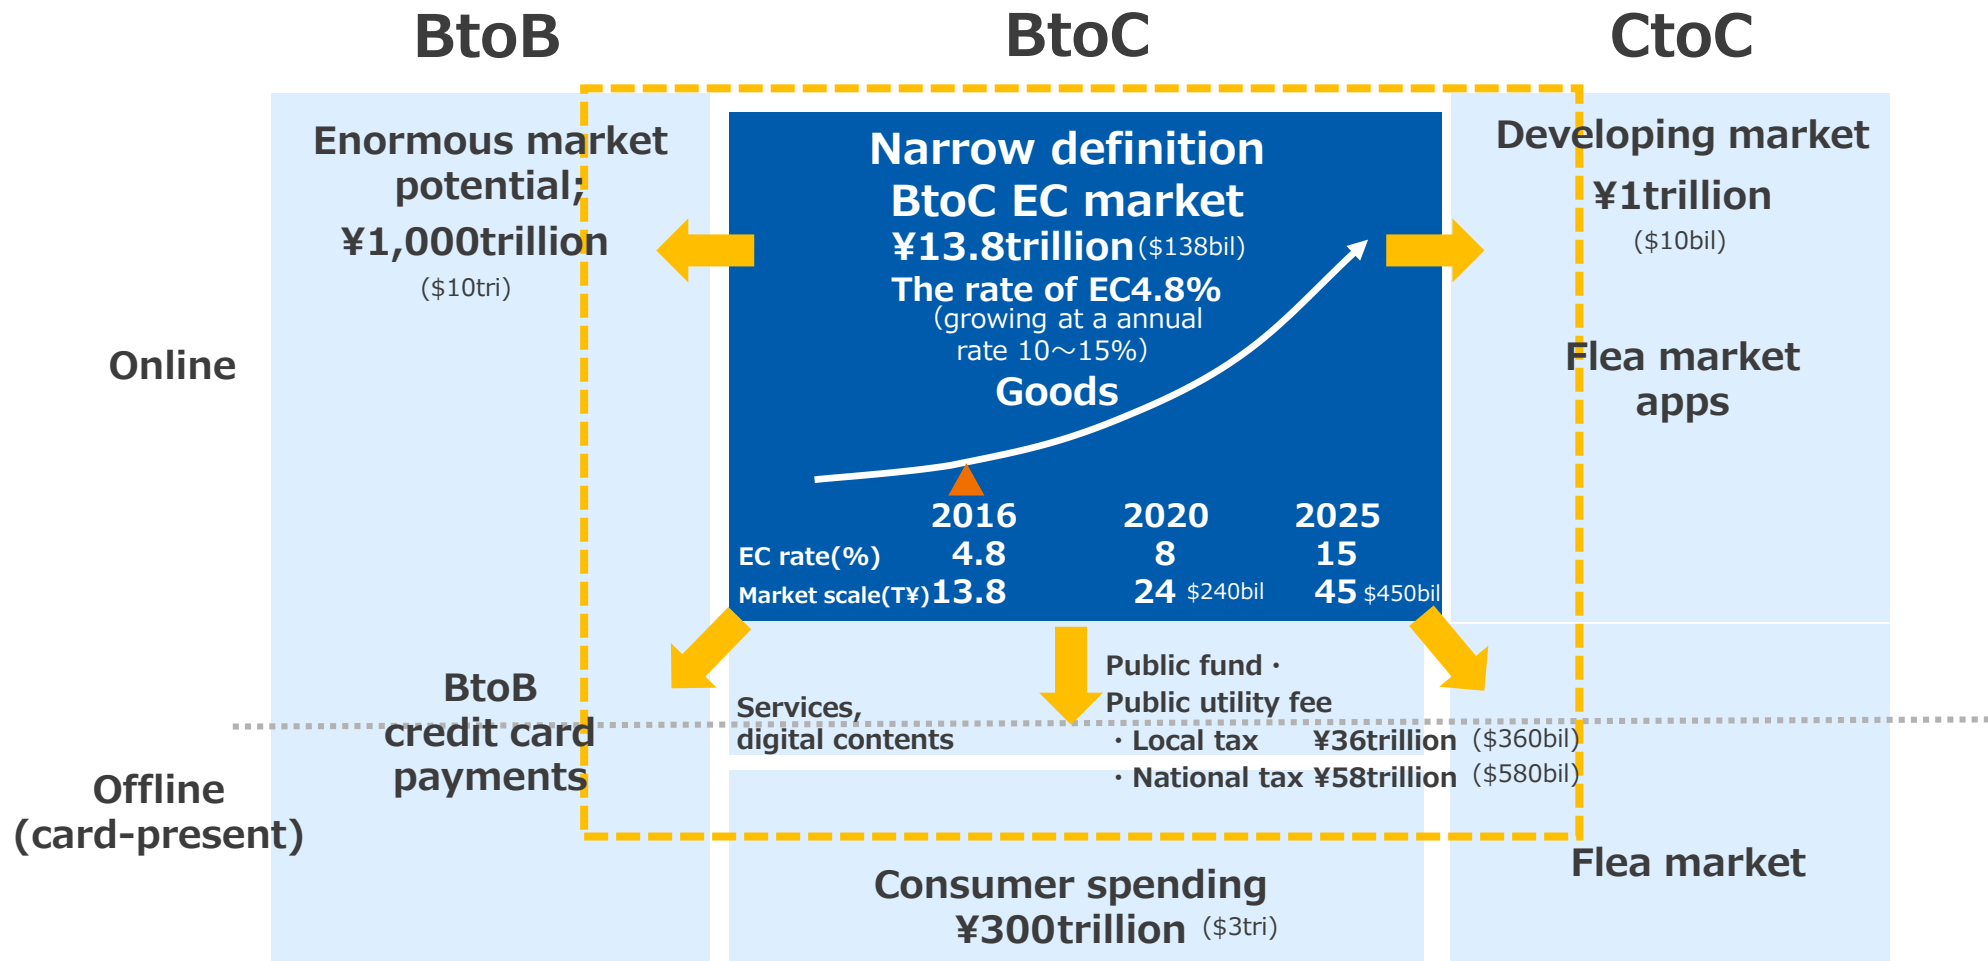 BtoB
BtoC
CtoC
Online
Offline
(card-present)
Enormous market
potential;
¥1,000trillion
($10tri)
BtoB
credit card
payments
Narrow definition
BtoC EC market
¥13.8trillion($138bil)
The rate of EC4.8%
（growing at a annual
rate 10～15%）
Goods
2016 2020 2025
EC rate(%) 4.8 8 15
Market scale(T¥) 13.8 24 $240bil 45 $450bil
Services,
digital contents
Public fund・
Public utility fee
・Local tax ¥36trillion ($360bil)
・National tax ¥58trillion ($580bil)
Consumer spending
¥300trillion ($3tri)
Developing market
¥1trillion
($10bil)
Flea market
apps
Flea market